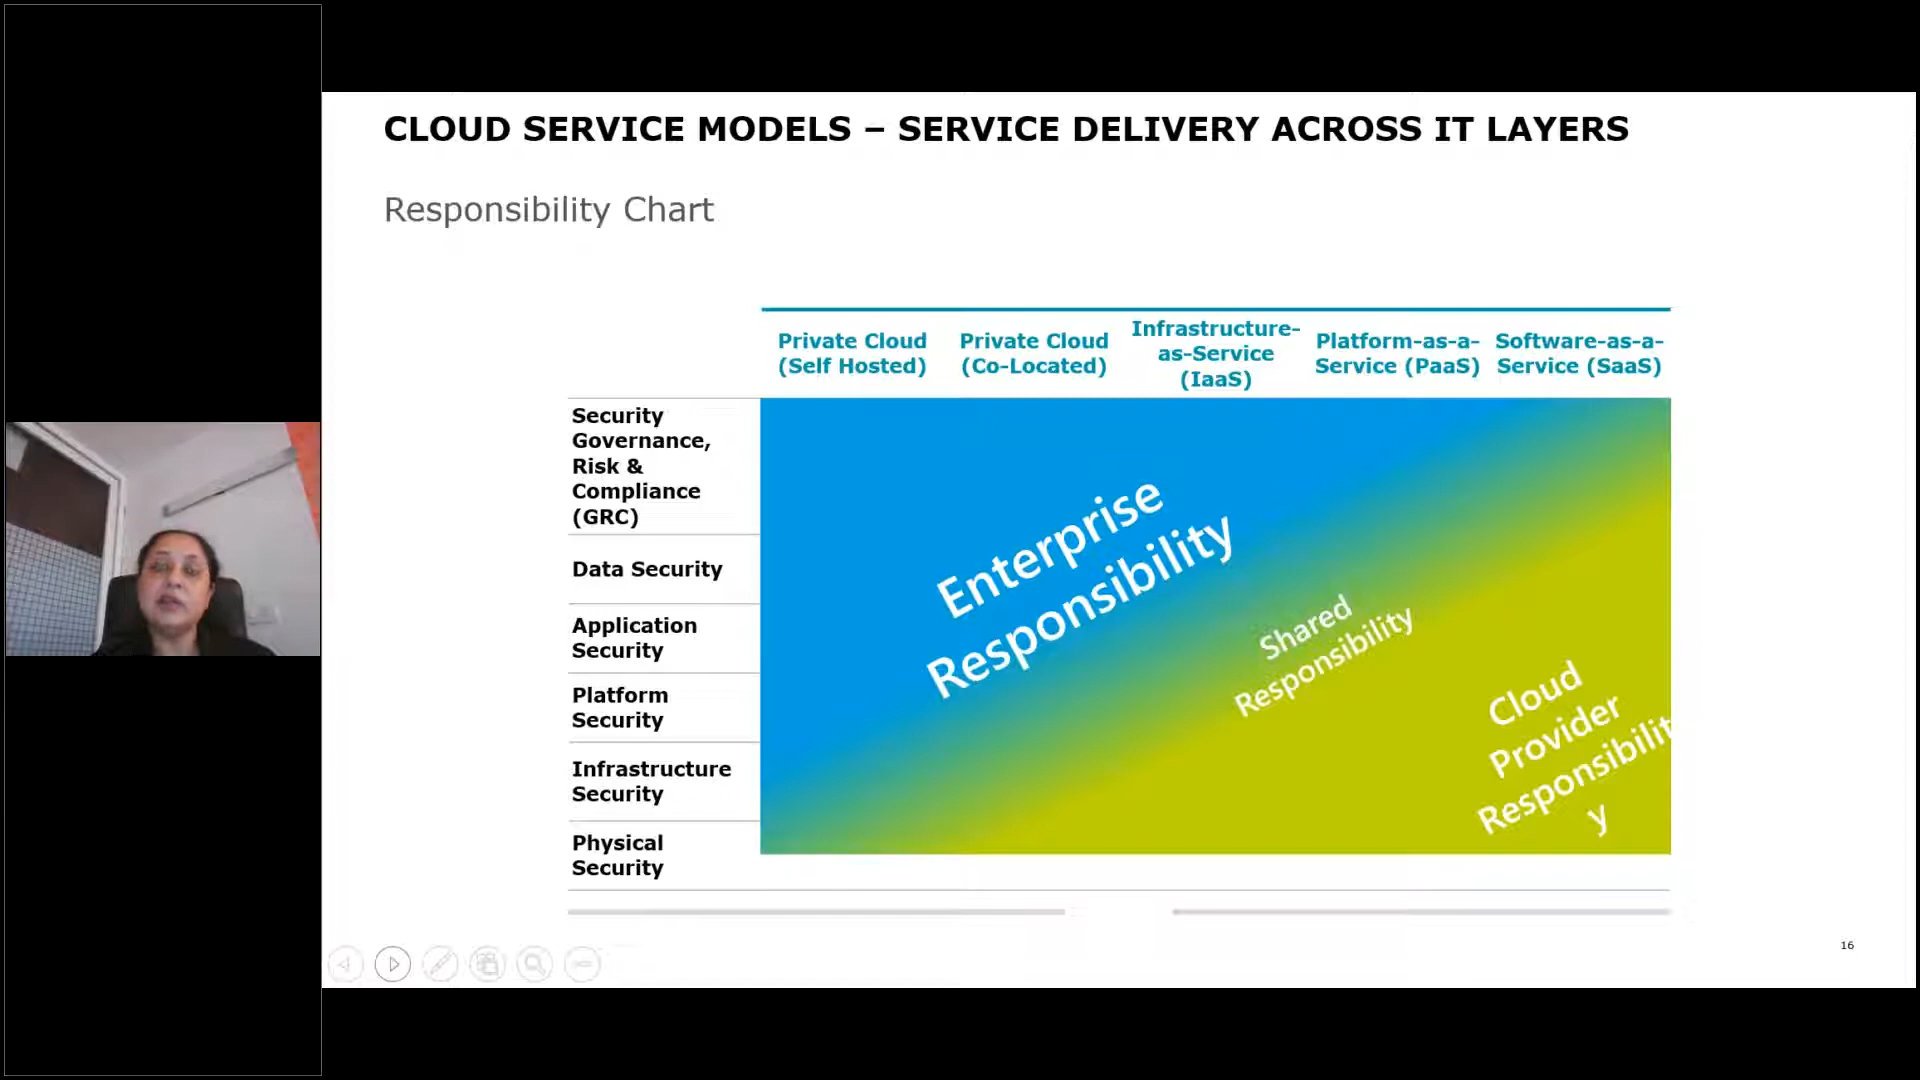 CLOUD SERVICE MODELS – SERVICE DELIVERY ACROSS IT LAYERS
Responsibility Chart
Private Cloud
(Self Hosted)
Private Cloud
(Co-Located)
Infrastructure-
as-Service
(IaaS)
Platform-as-a-
Service (PaaS)
Software-as-a-
Service (SaaS)
Security
Governance,
Risk &
Compliance
(GRC)
Data Security
Application
Security
Platform
Security
Infrastructure
Security
Physical
Security
Enterprise
Responsibility
Shared
Responsibility
Cloud
Provider
Responsibilit
y
16